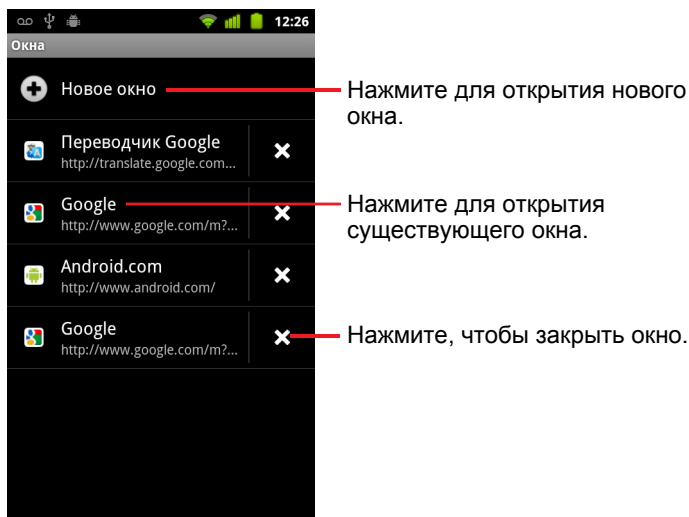 12:26
Окна
Новое окно
Нажмите для открытия нового
окна.
Переводчик Google
http://translate.google.com...
Google
http://www.google.com/m?...
Нажмите для открытия
существующего окна.
Android.com
http://www.android.com/
Google
http://www.google.com/m?...
Нажмите, чтобы закрыть окно.